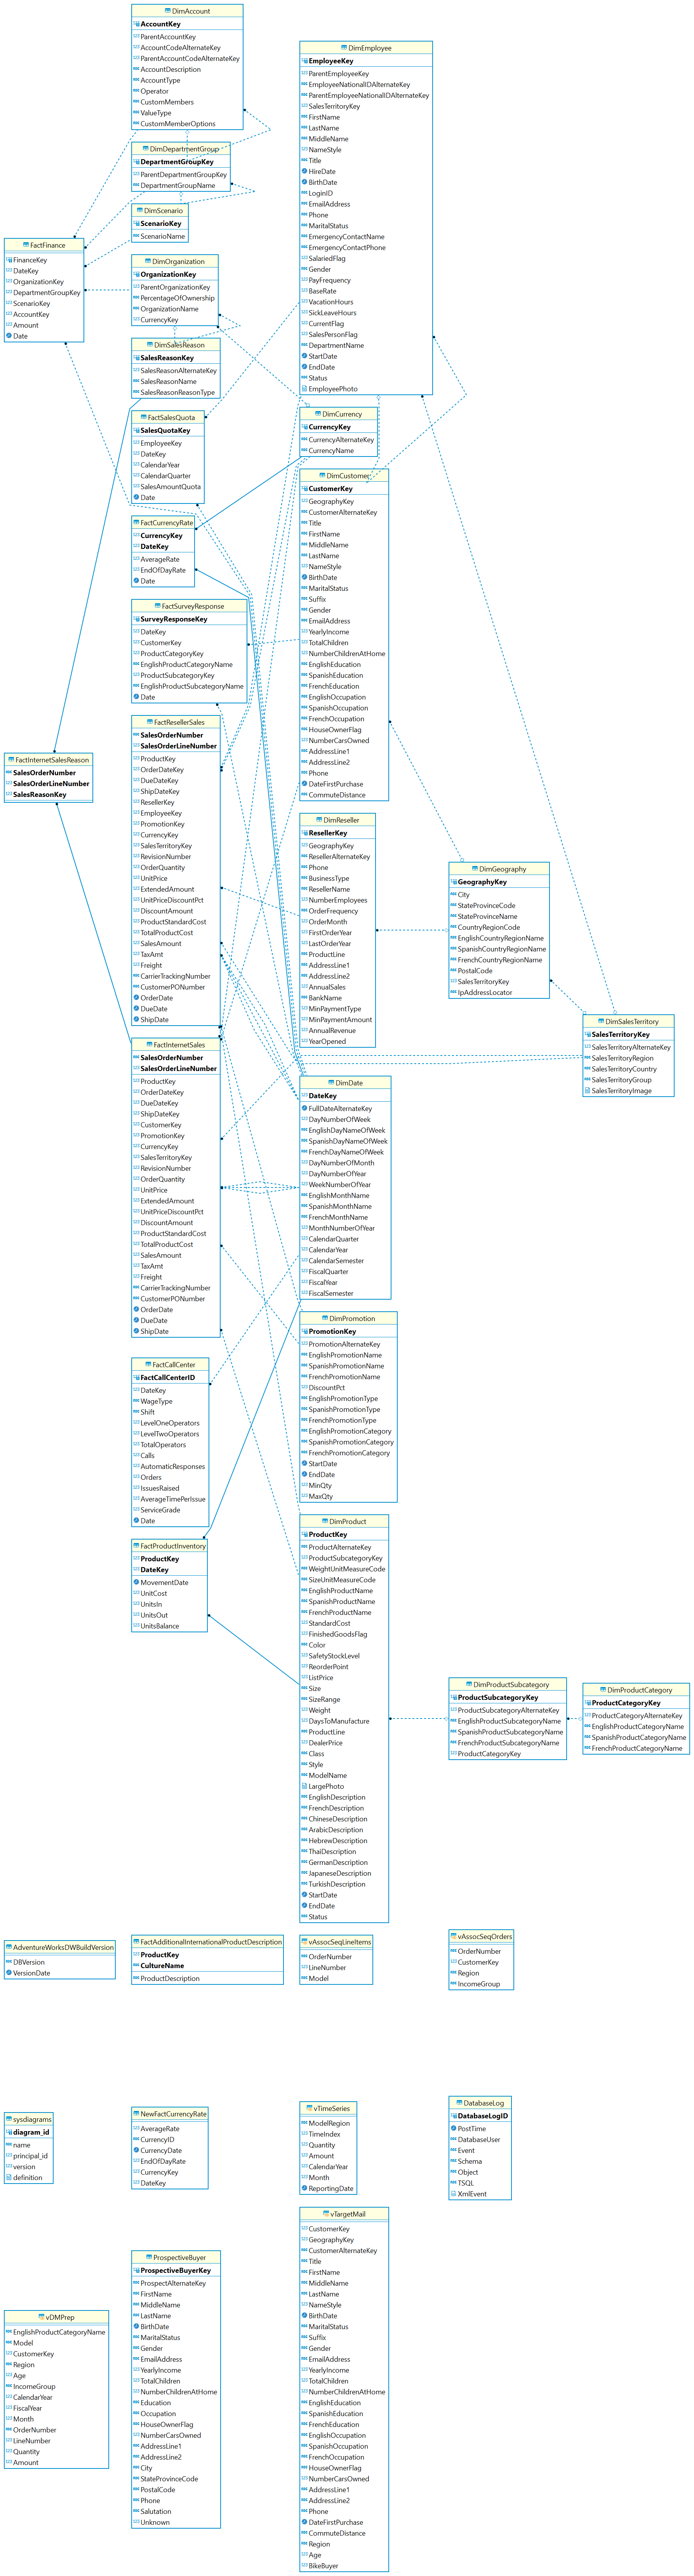 DimAccount
AccountKey
ParentAccountKey
AccountCodeAlternateKey
ParentAccountCodeAlternateKey
AccountDescription
AccountType
Operator
CustomMembers
ValueType
CustomMemberOptions
DimDepartmentGroup
DepartmentGroupKey
ParentDepartmentGroupKey
DepartmentGroupName
DimScenario
ScenarioKey
ScenarioName
FactFinance
FinanceKey
DateKey
OrganizationKey
DepartmentGroupKey
ScenarioKey
AccountKey
Amount
Date
DimOrganization
OrganizationKey
ParentOrganizationKey
PercentageOfOwnership
OrganizationName
CurrencyKey
DimSalesReason
SalesReasonKey
SalesReasonAlternateKey
SalesReasonName
SalesReasonReasonType
DimEmployee
EmployeeKey
ParentEmployeeKey
EmployeeNationalIDAlternateKey
ParentEmployeeNationalIDAlternateKey
SalesTerritoryKey
FirstName
LastName
MiddleName
NameStyle
Title
HireDate
BirthDate
LoginID
EmailAddress
Phone
MaritalStatus
EmergencyContactName
EmergencyContactPhone
SalariedFlag
Gender
PayFrequency
BaseRate
VacationHours
SickLeaveHours
CurrentFlag
SalesPersonFlag
DepartmentName
StartDate
EndDate
Status
EmployeePhoto
FactSalesQuota
SalesQuotaKey
EmployeeKey
DateKey
CalendarYear
CalendarQuarter
SalesAmountQuota
Date
DimCurrency
CurrencyKey
CurrencyAlternateKey
CurrencyName
FactCurrencyRate
CurrencyKey
DateKey
AverageRate
EndOfDayRate
Date
DimCustomer
CustomerKey
GeographyKey
CustomerAlternateKey
Title
FirstName
MiddleName
LastName
NameStyle
BirthDate
MaritalStatus
Suffix
Gender
EmailAddress
YearlyIncome
TotalChildren
NumberChildrenAtHome
EnglishEducation
SpanishEducation
FrenchEducation
EnglishOccupation
SpanishOccupation
FrenchOccupation
HouseOwnerFlag
NumberCarsOwned
AddressLine1
AddressLine2
Phone
DateFirstPurchase
CommuteDistance
FactSurveyResponse
SurveyResponseKey
DateKey
CustomerKey
ProductCategoryKey
EnglishProductCategoryName
ProductSubcategoryKey
EnglishProductSubcategoryName
Date
FactResellerSales
SalesOrderNumber
SalesOrderLineNumber
ProductKey
OrderDateKey
DueDateKey
ShipDateKey
ResellerKey
EmployeeKey
PromotionKey
CurrencyKey
SalesTerritoryKey
RevisionNumber
OrderQuantity
UnitPrice
ExtendedAmount
UnitPriceDiscountPct
DiscountAmount
ProductStandardCost
TotalProductCost
SalesAmount
TaxAmt
Freight
CarrierTrackingNumber
CustomerPONumber
OrderDate
DueDate
ShipDate
FactInternetSalesReason
SalesOrderNumber
SalesOrderLineNumber
SalesReasonKey
DimReseller
ResellerKey
GeographyKey
ResellerAlternateKey
Phone
BusinessType
ResellerName
NumberEmployees
OrderFrequency
OrderMonth
FirstOrderYear
LastOrderYear
ProductLine
AddressLine1
AddressLine2
AnnualSales
BankName
MinPaymentType
MinPaymentAmount
AnnualRevenue
YearOpened
DimGeography
GeographyKey
City
StateProvinceCode
StateProvinceName
CountryRegionCode
EnglishCountryRegionName
SpanishCountryRegionName
FrenchCountryRegionName
PostalCode
SalesTerritoryKey
IpAddressLocator
DimSalesTerritory
SalesTerritoryKey
SalesTerritoryAlternateKey
SalesTerritoryRegion
SalesTerritoryCountry
SalesTerritoryGroup
SalesTerritoryImage
FactInternetSales
SalesOrderNumber
SalesOrderLineNumber
ProductKey
OrderDateKey
DueDateKey
ShipDateKey
CustomerKey
PromotionKey
CurrencyKey
SalesTerritoryKey
RevisionNumber
OrderQuantity
UnitPrice
ExtendedAmount
UnitPriceDiscountPct
DiscountAmount
ProductStandardCost
TotalProductCost
SalesAmount
TaxAmt
Freight
CarrierTrackingNumber
CustomerPONumber
OrderDate
DueDate
ShipDate
DimDate
DateKey
FullDateAlternateKey
DayNumberOfWeek
EnglishDayNameOfWeek
SpanishDayNameOfWeek
FrenchDayNameOfWeek
DayNumberOfMonth
DayNumberOfYear
WeekNumberOfYear
EnglishMonthName
SpanishMonthName
FrenchMonthName
MonthNumberOfYear
CalendarQuarter
CalendarYear
CalendarSemester
FiscalQuarter
FiscalYear
FiscalSemester
DimPromotion
PromotionKey
PromotionAlternateKey
EnglishPromotionName
SpanishPromotionName
FrenchPromotionName
DiscountPct
EnglishPromotionType
SpanishPromotionType
FrenchPromotionType
EnglishPromotionCategory
SpanishPromotionCategory
FrenchPromotionCategory
StartDate
EndDate
MinQty
MaxQty
FactCallCenter
FactCallCenterID
DateKey
WageType
Shift
LevelOneOperators
LevelTwoOperators
TotalOperators
Calls
AutomaticResponses
Orders
IssuesRaised
AverageTimePerIssue
ServiceGrade
Date
FactProductInventory
ProductKey
DateKey
MovementDate
UnitCost
UnitsIn
UnitsOut
UnitsBalance
DimProduct
ProductKey
ProductAlternateKey
ProductSubcategoryKey
WeightUnitMeasureCode
SizeUnitMeasureCode
EnglishProductName
SpanishProductName
FrenchProductName
StandardCost
FinishedGoodsFlag
Color
SafetyStockLevel
ReorderPoint
ListPrice
Size
SizeRange
Weight
DaysToManufacture
ProductLine
DealerPrice
Class
Style
ModelName
LargePhoto
EnglishDescription
FrenchDescription
ChineseDescription
ArabicDescription
HebrewDescription
ThaiDescription
GermanDescription
JapaneseDescription
TurkishDescription
StartDate
EndDate
Status
DimProductSubcategory
ProductSubcategoryKey
ProductSubcategoryAlternateKey
EnglishProductSubcategoryName
SpanishProductSubcategoryName
FrenchProductSubcategoryName
ProductCategoryKey
DimProductCategory
ProductCategoryKey
ProductCategoryAlternateKey
EnglishProductCategoryName
SpanishProductCategoryName
FrenchProductCategoryName
AdventureWorksDWBuildVersion
DBVersion
VersionDate
FactAdditionalInternationalProductDescription
ProductKey
CultureName
ProductDescription
vAssocSeqLineItems
OrderNumber
LineNumber
Model
vAssocSeqOrders
OrderNumber
CustomerKey
Region
IncomeGroup
sysdiagrams
diagram_id
name
principal_id
version
definition
NewFactCurrencyRate
AverageRate
CurrencyID
CurrencyDate
EndOfDayRate
CurrencyKey
DateKey
vTimeSeries
ModelRegion
TimeIndex
Quantity
Amount
CalendarYear
Month
ReportingDate
DatabaseLog
DatabaseLogID
PostTime
DatabaseUser
Event
Schema
Object
TSQL
XmlEvent
vDMPrep
EnglishProductCategoryName
Model
CustomerKey
Region
Age
IncomeGroup
CalendarYear
FiscalYear
Month
OrderNumber
LineNumber
Quantity
Amount
ProspectiveBuyer
ProspectiveBuyerKey
ProspectAlternateKey
FirstName
MiddleName
LastName
BirthDate
MaritalStatus
Gender
EmailAddress
YearlyIncome
TotalChildren
NumberChildrenAtHome
Education
Occupation
HouseOwnerFlag
NumberCarsOwned
AddressLine1
AddressLine2
City
StateProvinceCode
PostalCode
Phone
Salutation
Unknown
vTargetMail
CustomerKey
GeographyKey
CustomerAlternateKey
Title
FirstName
MiddleName
LastName
NameStyle
BirthDate
MaritalStatus
Suffix
Gender
EmailAddress
YearlyIncome
TotalChildren
NumberChildrenAtHome
EnglishEducation
SpanishEducation
FrenchEducation
EnglishOccupation
SpanishOccupation
FrenchOccupation
HouseOwnerFlag
NumberCarsOwned
AddressLine1
AddressLine2
Phone
DateFirstPurchase
CommuteDistance
Region
Age
BikeBuyer